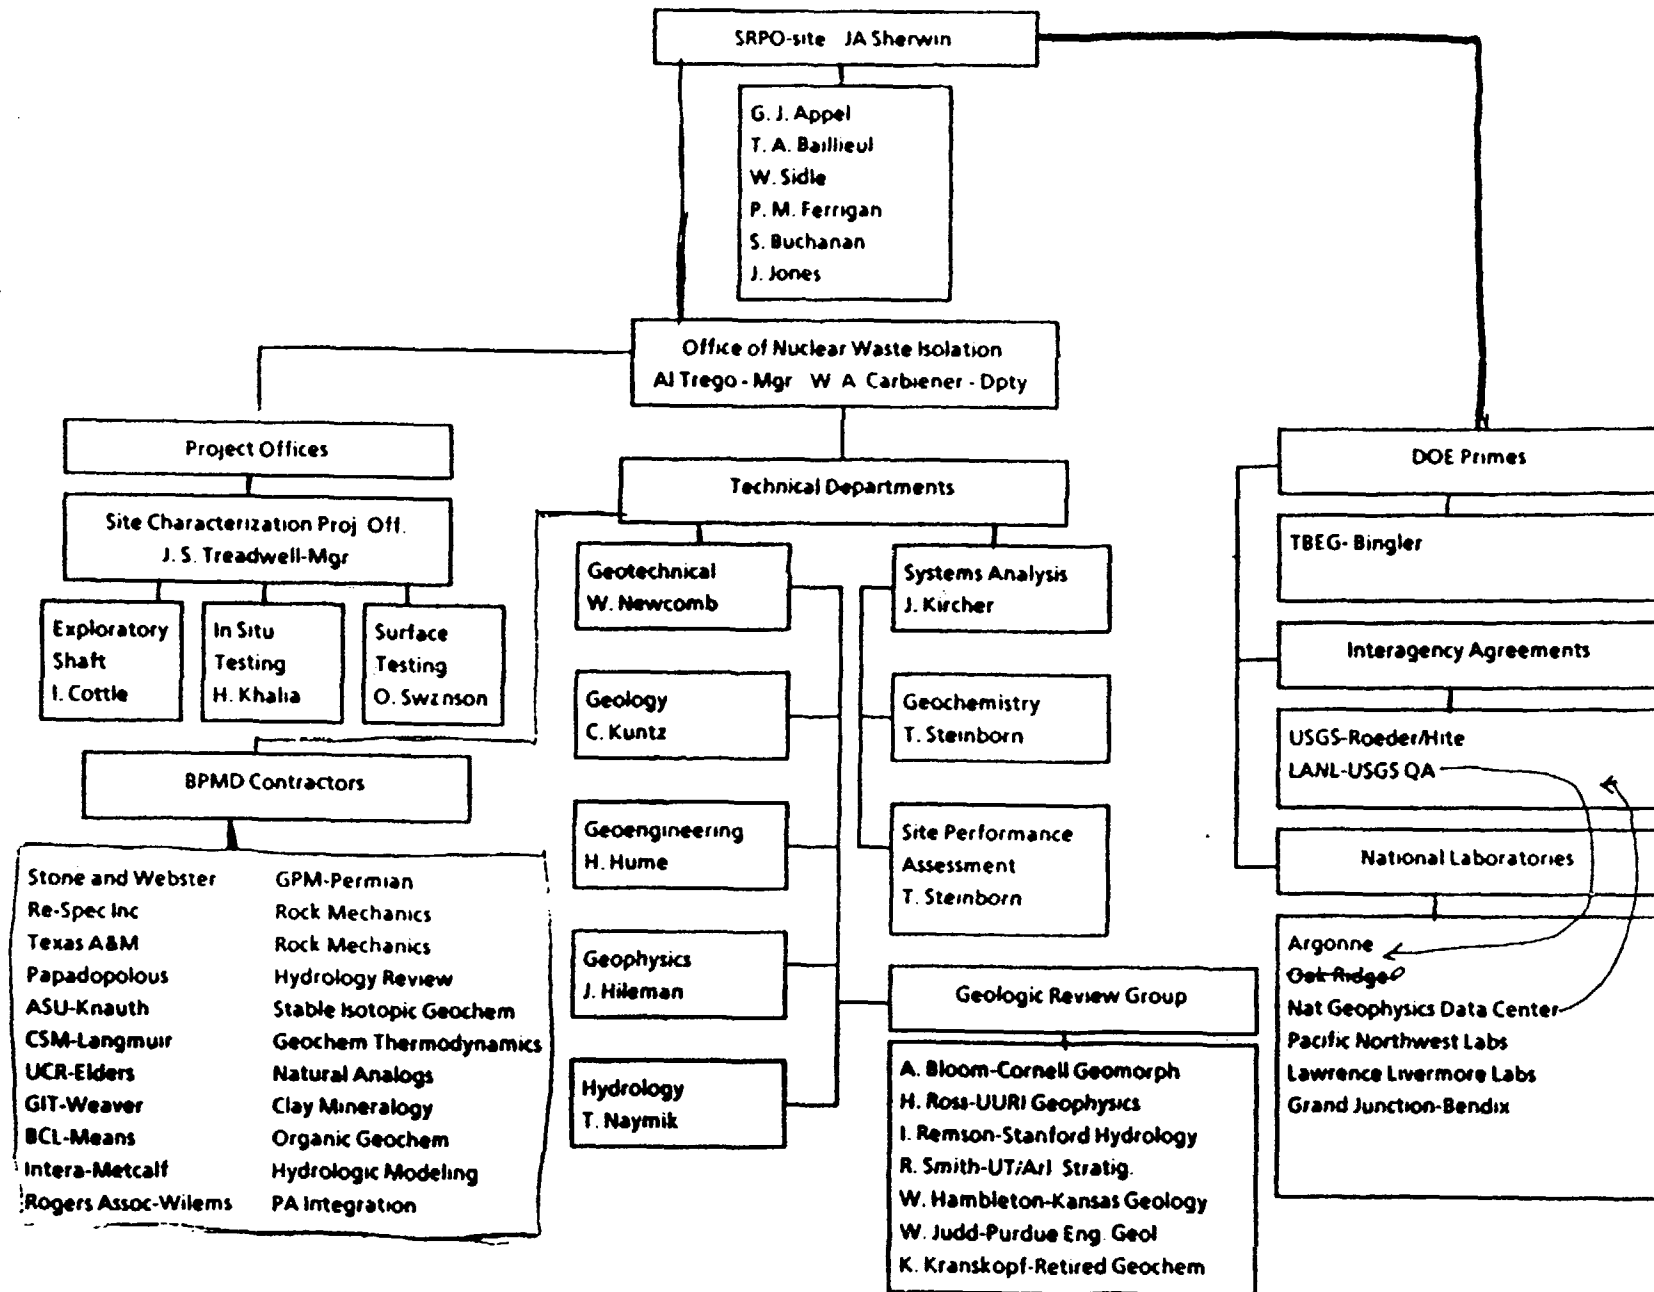 SRPO-site JA Sherwin
G. J. Appel
T. A. Baillieul
W. Sidle
P. M. Ferrigan
S. Buchanan
J. Jones
Office of Nuclear Waste Isolation
Al Trego - Mgr W A Carbiener - Dpty
Project Offices
Site Characterization Proj Off.
J. S. Treadwell-Mgr
Exploratory
Shaft
I. Cottle
In Situ
Testing
H. Khalia
Surface
Testing
O. Swanson
BPMD Contractors
Stone and Webster GPM-Permian
Re-Spec Inc Rock Mechanics
Texas A&M Rock Mechanics
Papadopolous Hydrology Review
ASU-Knauth Stable Isotopic Geochem
CSM-Langmuir Geochem Thermodynamics
UCR-Elders Natural Analogs
GIT-Weaver Clay Mineralogy
BCL-Means Organic Geochem
Intera-Metcalf Hydrologic Modeling
Rogers Assoc-Wilems PA Integration
Technical Departments
Geotechnical
W. Newcomb
Geology
C. Kuntz
Geoengineering
H. Hume
Geophysics
J. Hileman
Hydrology
T. Naymik
Systems Analysis
J. Kircher
Geochemistry
T. Steinborn
Site Performance
Assessment
T. Steinborn
Geologic Review Group
A. Bloom-Cornell Geomorph
H. Ross-UURI Geophysics
I. Remson-Stanford Hydrology
R. Smith-UT/Arl Stratig.
W. Hambleton-Kansas Geology
W. Judd-Purdue Eng. Geol
K. Kranskopf-Retired Geochem
DOE Primes
TBEG- Bingler
Interagency Agreements
USGS-Roeder/Hite
LANL-USGS QA
National Laboratories
Argonne
Oak Ridge
Nat Geophysics Data Center
Pacific Northwest Labs
Lawrence Livermore Labs
Grand Junction-Bendix